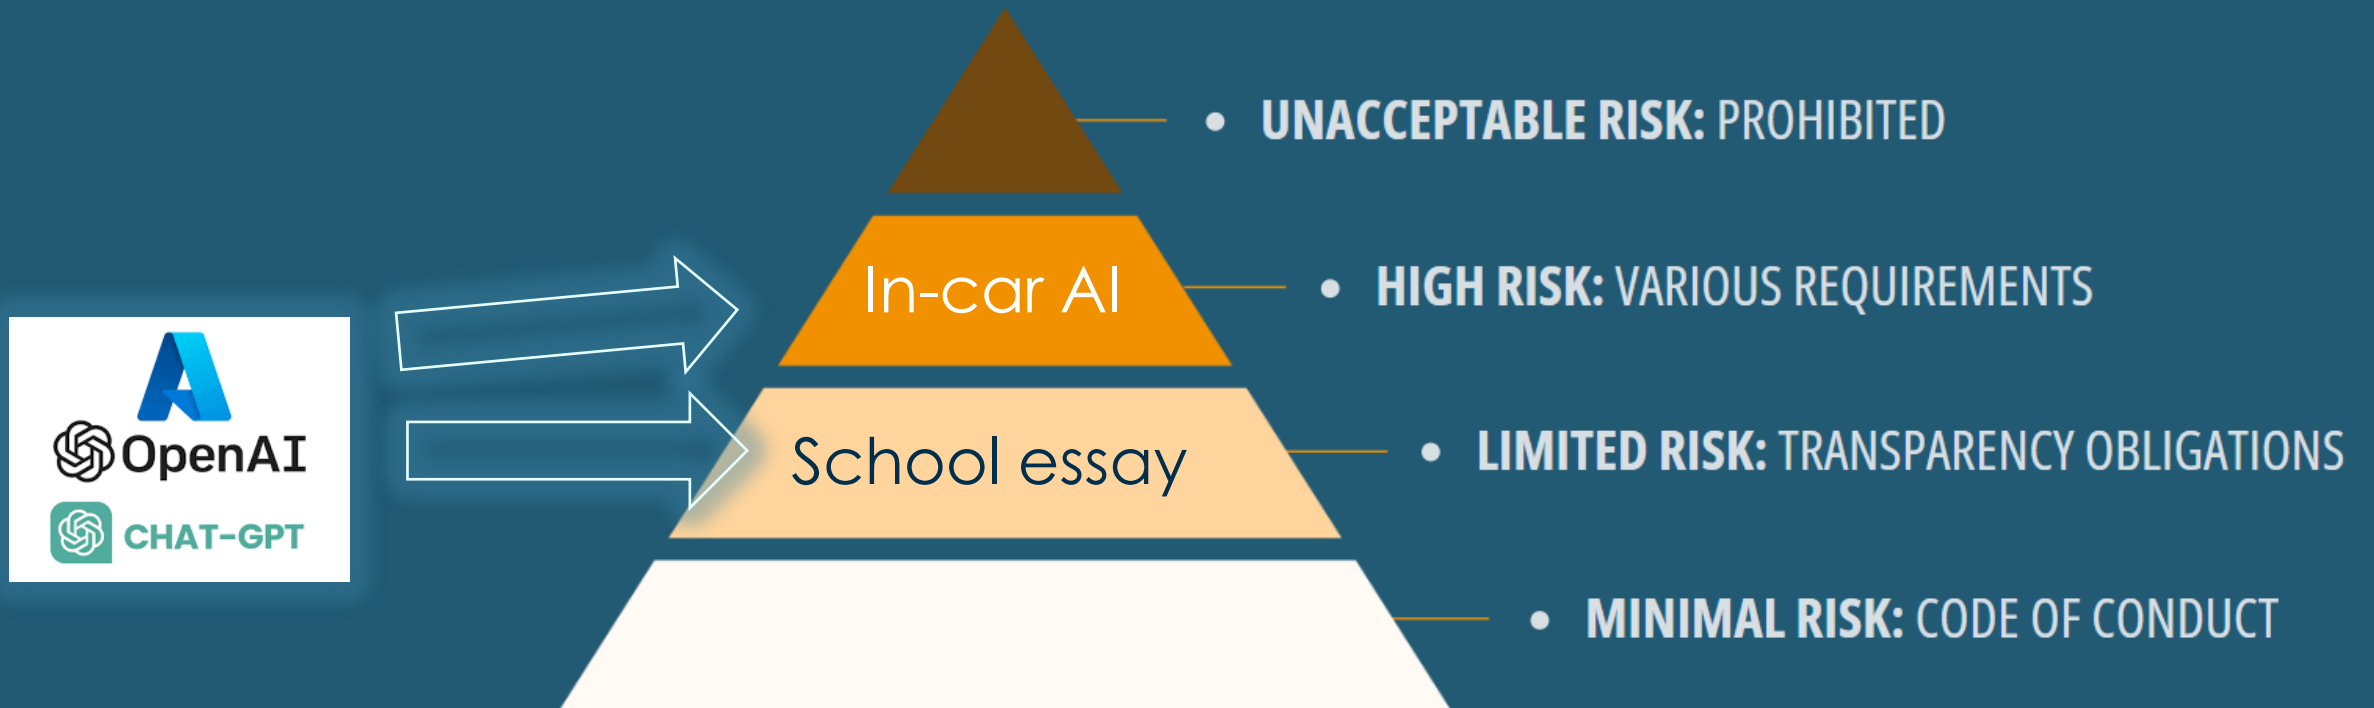 UNACCEPTABLE RISK: PROHIBITED
In-car AI
HIGH RISK: VARIOUS REQUIREMENTS
OpenAI
CHAT-GPT
School essay
LIMITED RISK: TRANSPARENCY OBLIGATIONS
MINIMAL RISK: CODE OF CONDUCT